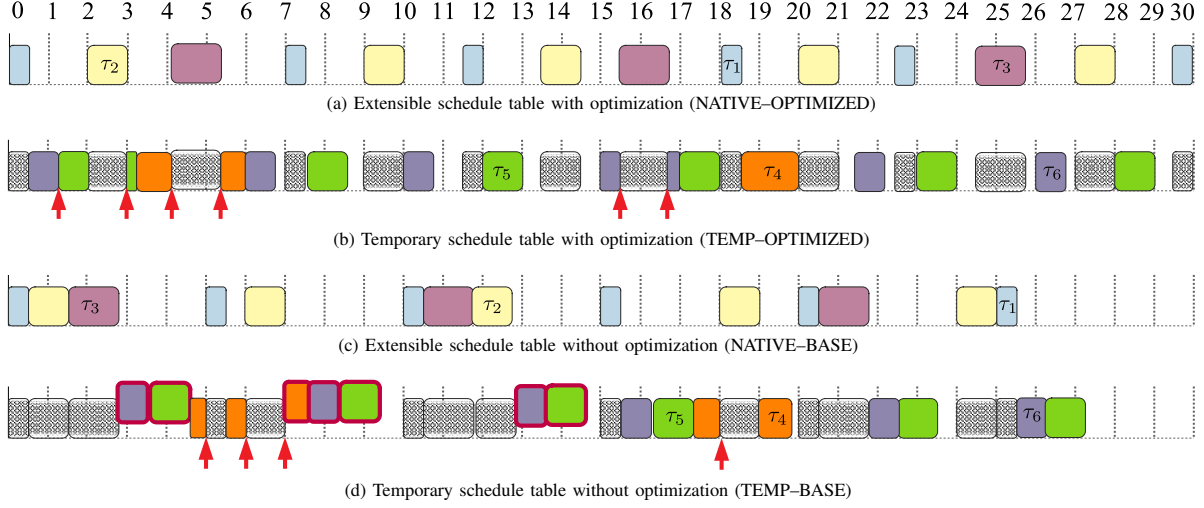 0 1 2 3 4 5 6 7 8 9 10 11 12 13 14 15 16 17 18 19 20 21 22 23 24 25 26 27 28 29 30
τ2 τ1 τ3
(a) Extensible schedule table with optimization (NATIVE–OPTIMIZED)
τ5 τ4 τ6
(b) Temporary schedule table with optimization (TEMP–OPTIMIZED)
τ3 τ2 τ1
(c) Extensible schedule table without optimization (NATIVE–BASE)
τ5 τ4 τ6
(d) Temporary schedule table without optimization (TEMP–BASE)